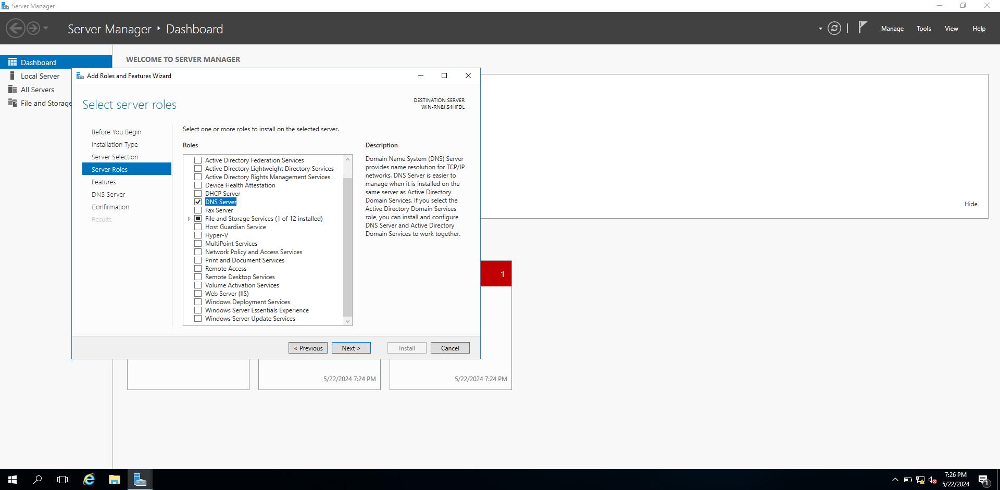 Server Manager
Server Manager ‣ Dashboard
Manage
Tools
View
Help
Dashboard
Local Server
All Servers
File and Storage
WELCOME TO SERVER MANAGER
Add Roles and Features Wizard
Select server roles
DESTINATION SERVER
WIN-RN8JIS4HFDL
Before You Begin
Installation Type
Server Selection
Server Roles
Features
DNS Server
Confirmation
Results
Select one or more roles to install on the selected server.
Roles
Active Directory Federation Services
Active Directory Lightweight Directory Services
Active Directory Rights Management Services
Device Health Attestation
DHCP Server
DNS Server
Fax Server
File and Storage Services (1 of 12 installed)
Host Guardian Service
Hyper-V
MultiPoint Services
Network Policy and Access Services
Print and Document Services
Remote Access
Remote Desktop Services
Volume Activation Services
Web Server (IIS)
Windows Deployment Services
Windows Server Essentials Experience
Windows Server Update Services
Description
Domain Name System (DNS) Server
provides name resolution for TCP/IP
networks. DNS Server is easier to
manage when it is installed on the
same server as Active Directory
Domain Services. If you select the
Active Directory Domain Services
role, you can install and configure
DNS Server and Active Directory
Domain Services to work together.
< Previous
Next >
Install
Cancel
Hide
1
5/22/2024 7:24 PM
5/22/2024 7:24 PM
7:26 PM
5/22/2024
1